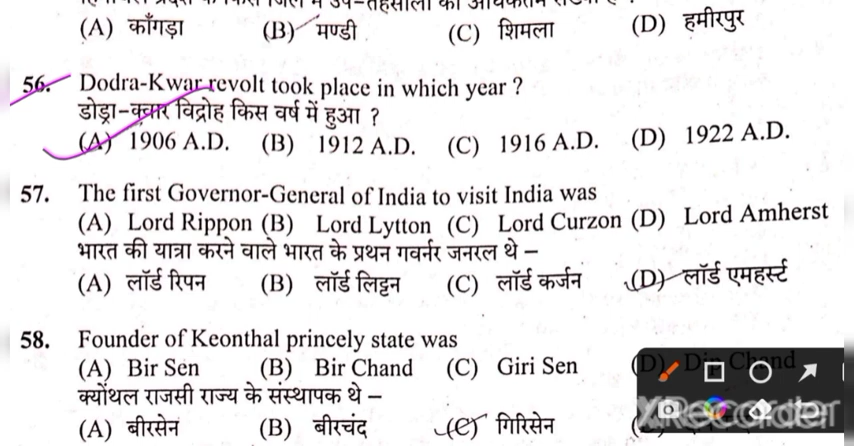 (A) काँगड़ा (B) मण्डी (C) शिमला (D) हमीरपुर
56. Dodra-Kwar revolt took place in which year ?
डोड्रा-क्वार विद्रोह किस वर्ष में हुआ ?
(A) 1906 A.D. (B) 1912 A.D. (C) 1916 A.D. (D) 1922 A.D.
57. The first Governor-General of India to visit India was
(A) Lord Rippon (B) Lord Lytton (C) Lord Curzon (D) Lord Amherst
भारत की यात्रा करने वाले भारत के प्रथन गवर्नर जनरल थे –
(A) लॉर्ड रिपन (B) लॉर्ड लिट्टन (C) लॉर्ड कर्जन (D) लॉर्ड एमहर्स्ट
58. Founder of Keonthal princely state was
(A) Bir Sen (B) Bir Chand (C) Giri Sen (D) Dip Chand
क्योंथल राजसी राज्य के संस्थापक थे –
(A) बीरसेन (B) बीरचंद (C) गिरिसेन
XRecorder